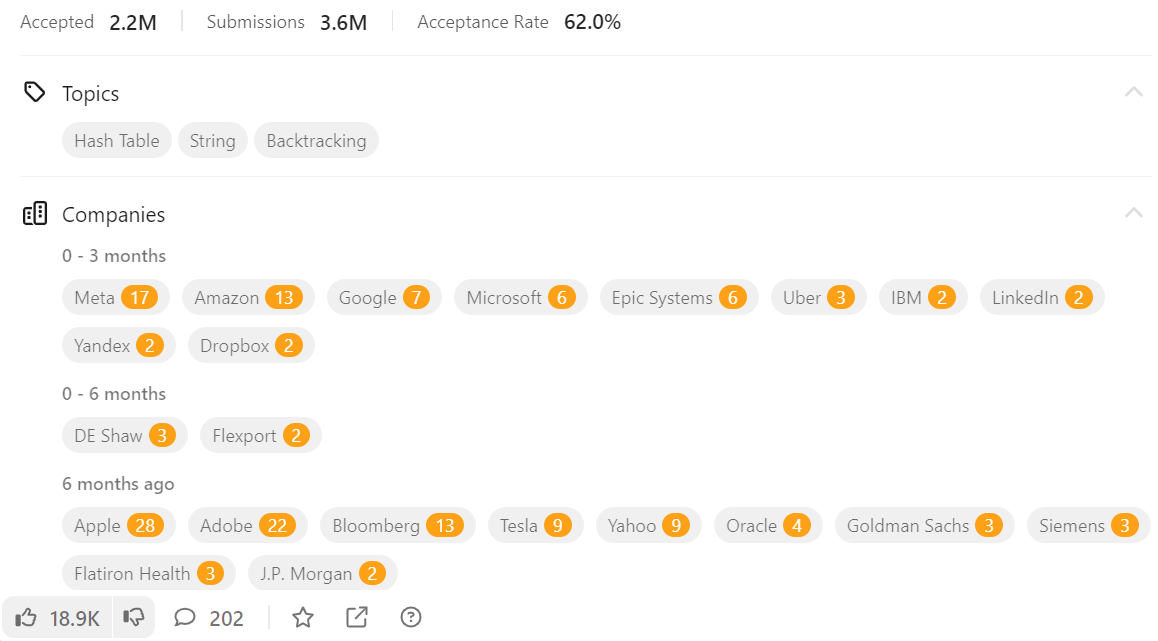 Accepted 2.2M Submissions 3.6M Acceptance Rate 62.0%
Topics
Hash Table String Backtracking
Companies
0 - 3 months
Meta 17 Amazon 13 Google 7 Microsoft 6 Epic Systems 6 Uber 3 IBM 2 LinkedIn 2
Yandex 2 Dropbox 2
0 - 6 months
DE Shaw 3 Flexport 2
6 months ago
Apple 28 Adobe 22 Bloomberg 13 Tesla 9 Yahoo 9 Oracle 4 Goldman Sachs 3 Siemens 3
Flatiron Health 3 J.P. Morgan 2
18.9K 202